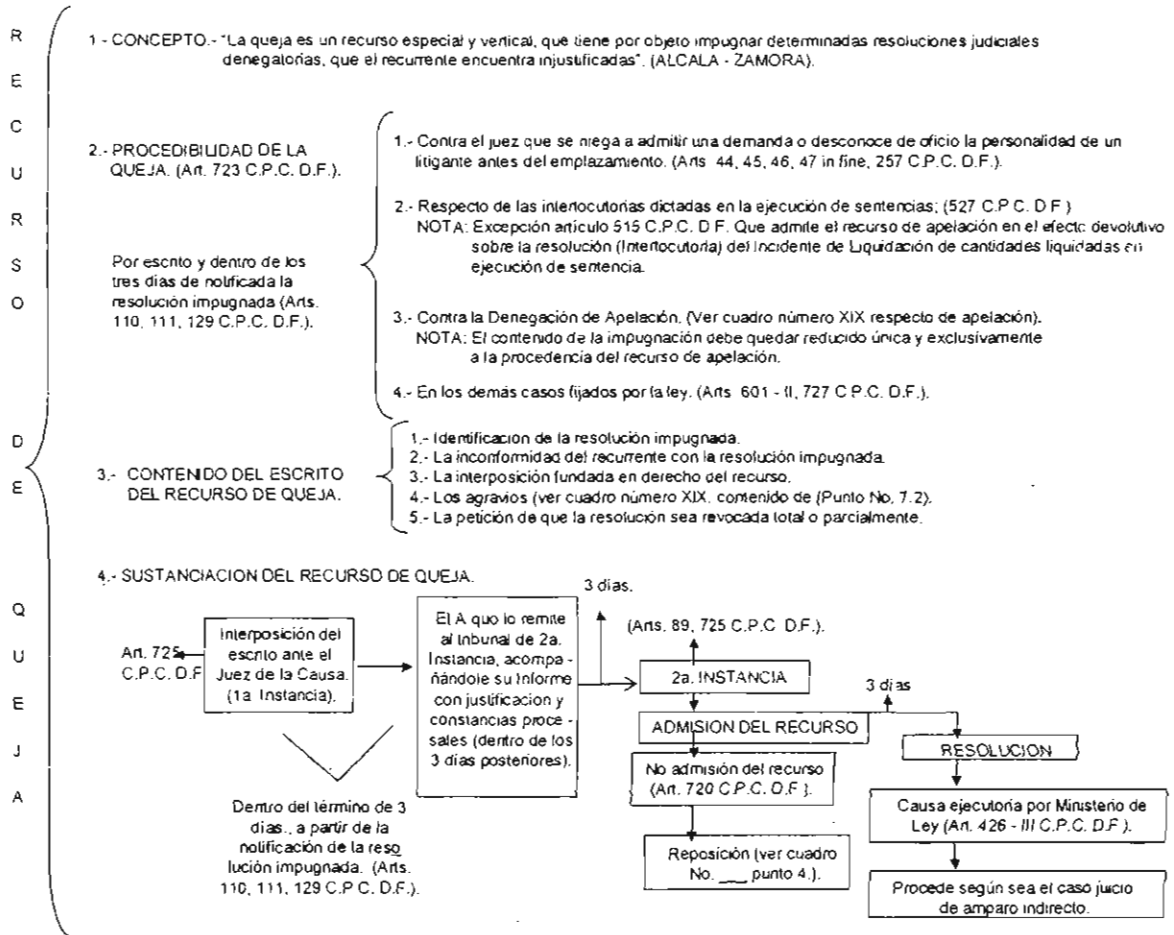 RECURSO DE QUEJA
1 - CONCEPTO.- "La queja es un recurso especial y vertical, que tiene por objeto impugnar determinadas resoluciones judiciales
denegatorias, que el recurrente encuentra injustificadas". (ALCALA - ZAMORA).
2.- PROCEDIBILIDAD DE LA
QUEJA. (Art. 723 C.P.C. D.F.).
Por escrito y dentro de los
tres días de notificada la
resolución impugnada (Arts.
110, 111, 129 C.P.C. D.F.).
1.- Contra el juez que se niega a admitir una demanda o desconoce de oficio la personalidad de un
litigante antes del emplazamiento. (Arts 44, 45, 46, 47 in fine, 257 C.P.C. D.F.).
2.- Respecto de las interlocutorias dictadas en la ejecución de sentencias; (527 C.P C. D F )
NOTA: Excepción artículo 515 C.P.C. D F. Que admite el recurso de apelación en el efecto devolutivo
sobre la resolución (Interlocutoria) del Incidente de Liquidación de cantidades liquidadas en
ejecución de sentencia.
3.- Contra la Denegación de Apelación. (Ver cuadro número XIX respecto de apelación).
NOTA: El contenido de la impugnación debe quedar reducido única y exclusivamente
a la procedencia del recurso de apelación.
4.- En los demás casos fijados por la ley. (Arts 601 - II, 727 C P.C. D.F.).
3.- CONTENIDO DEL ESCRITO
DEL RECURSO DE QUEJA.
1.- Identificación de la resolución impugnada.
2.- La inconformidad del recurrente con la resolución impugnada.
3.- La interposición fundada en derecho del recurso.
4.- Los agravios (ver cuadro número XIX. contenido de (Punto No. 7.2).
5.- La petición de que la resolución sea revocada total o parcialmente.
4.- SUSTANCIACION DEL RECURSO DE QUEJA.
Art. 725
C.P.C. D.F
Interposición del
escrito ante el
Juez de la Causa.
(1a Instancia).
Dentro del término de 3
días., a partir de la
notificación de la reso
lución impugnada. (Arts.
110, 111, 129 C.P C. D.F.).
El A quo lo remite
al tribunal de 2a.
Instancia, acompa -
ñándole su Informe
con justificación y
constancias proce -
sales (dentro de los
3 días posteriores).
3 días.
(Arts. 89, 725 C.P.C D.F.).
2a. INSTANCIA
ADMISION DEL RECURSO
3 días
No admisión del recurso
(Art. 720 C.P.C. D.F ).
Reposición (ver cuadro
No. ___ punto 4.).
RESOLUCION
Causa ejecutoria por Ministerio de
Ley (Art. 426 - III C.P.C. D.F ).
Procede según sea el caso juicio
de amparo indirecto.